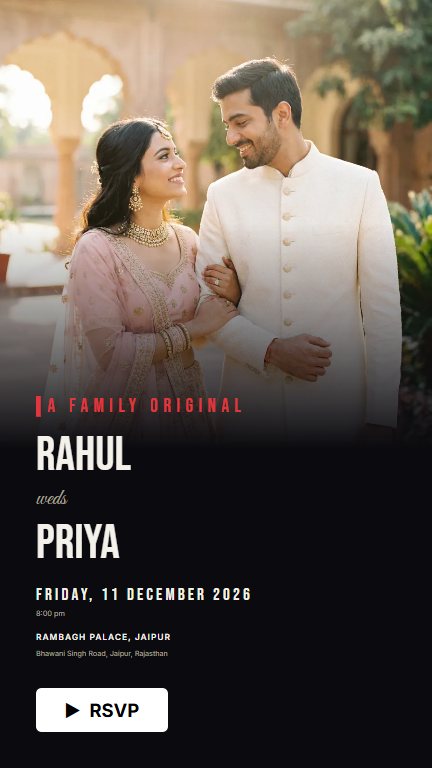 A FAMILY ORIGINAL
RAHUL
weds
PRIYA
FRIDAY, 11 DECEMBER 2026
8:00 pm
RAMBAGH PALACE, JAIPUR
Bhawani Singh Road, Jaipur, Rajasthan
▶ RSVP